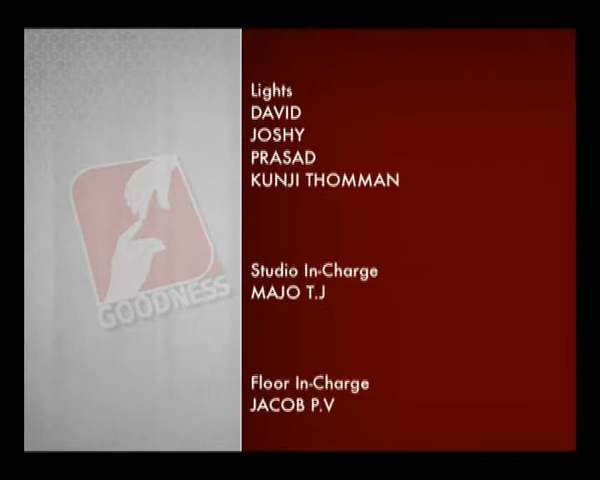 Lights
DAVID
JOSHY
PRASAD
KUNJI THOMMAN
Studio In-Charge
MAJO T.J
Floor In-Charge
JACOB P.V
GOODNESS